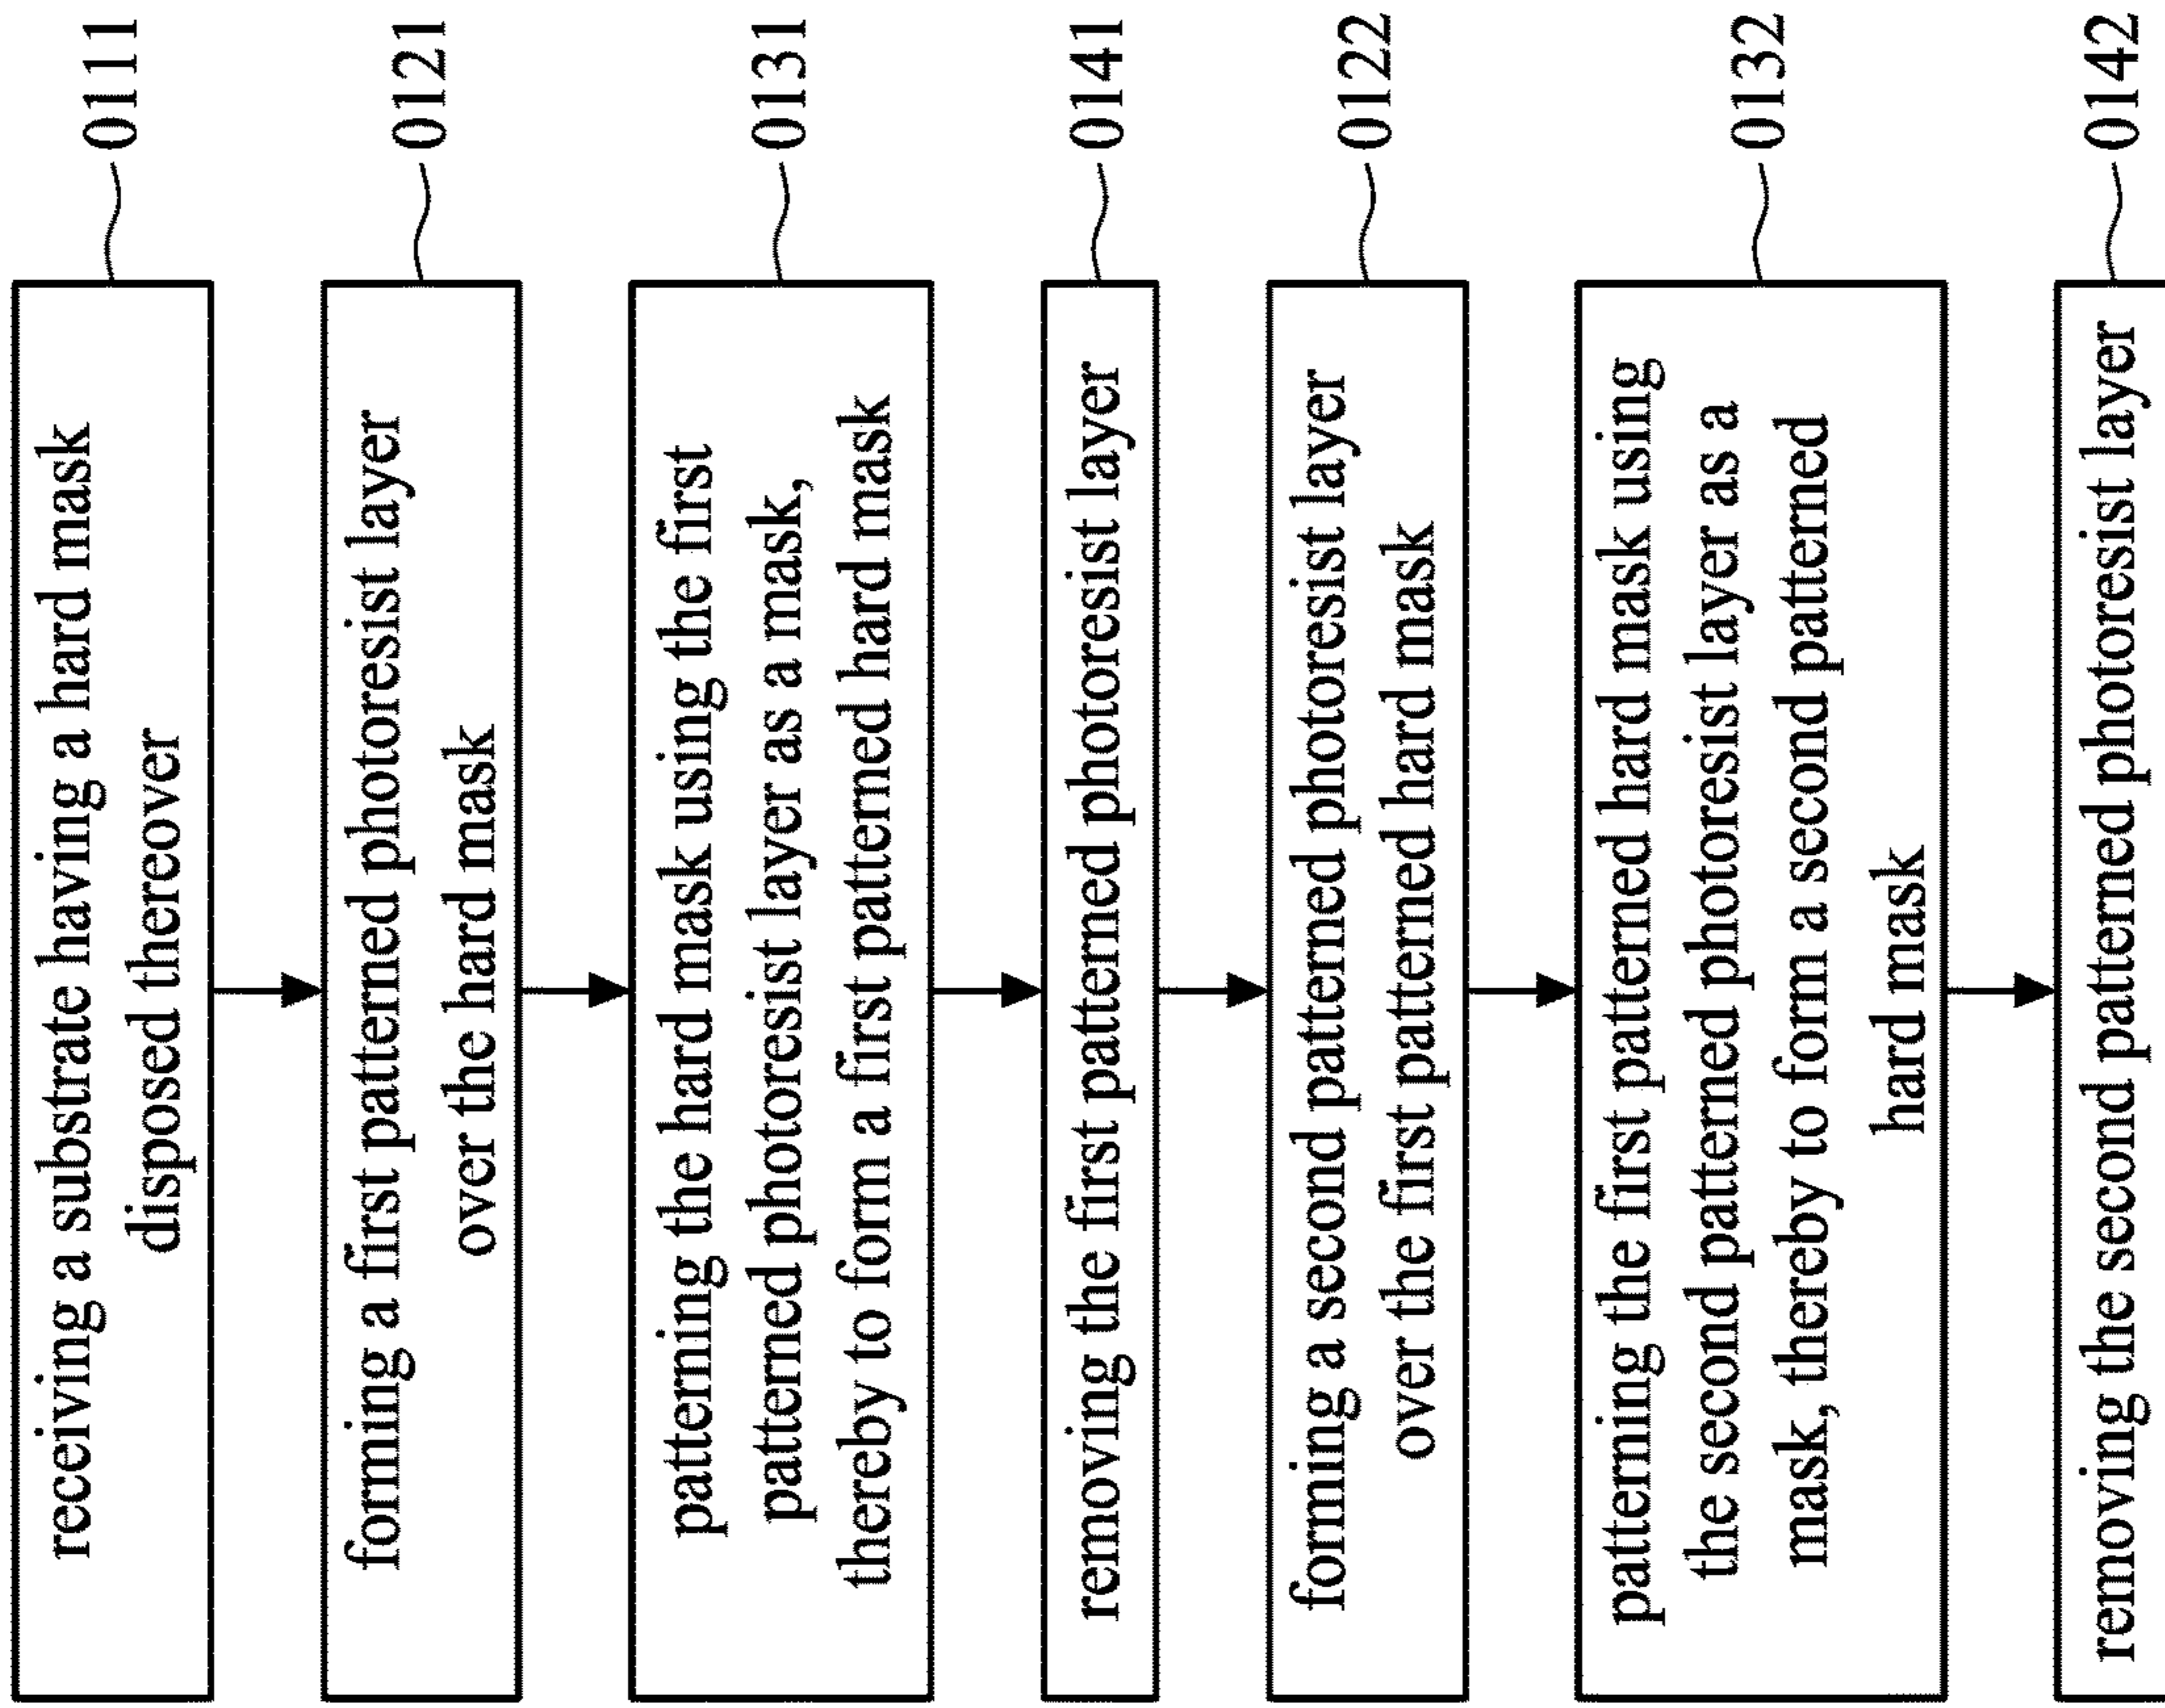 receiving a substrate having a hard mask
disposed thereover
0111
forming a first patterned photoresist layer
over the hard mask
0121
patterning the hard mask using the first
patterned photoresist layer as a mask,
thereby to form a first patterned hard mask
0131
removing the first patterned photoresist layer
0141
forming a second patterned photoresist layer
over the first patterned hard mask
0122
patterning the first patterned hard mask using
the second patterned photoresist layer as a
mask, thereby to form a second patterned
hard mask
0132
removing the second patterned photoresist layer
0142